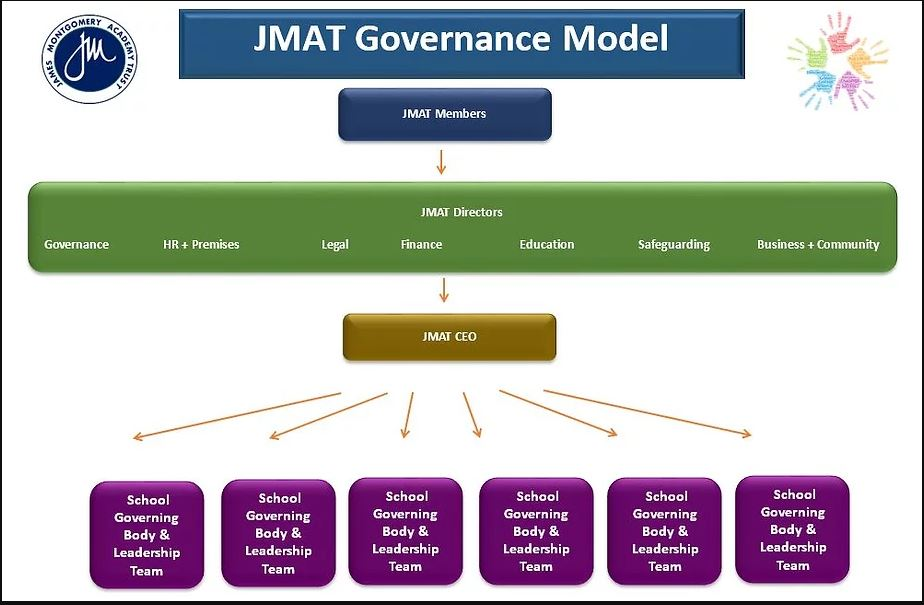 JAMES MONTGOMERY ACADEMY TRUST
JM
JMAT Governance Model
JMAT Members
JMAT Directors
Governance HR + Premises Legal Finance Education Safeguarding Business + Community
JMAT CEO
School
Governing
Body &
Leadership
Team
School
Governing
Body &
Leadership
Team
School
Governing
Body &
Leadership
Team
School
Governing
Body &
Leadership
Team
School
Governing
Body &
Leadership
Team
School
Governing
Body &
Leadership
Team